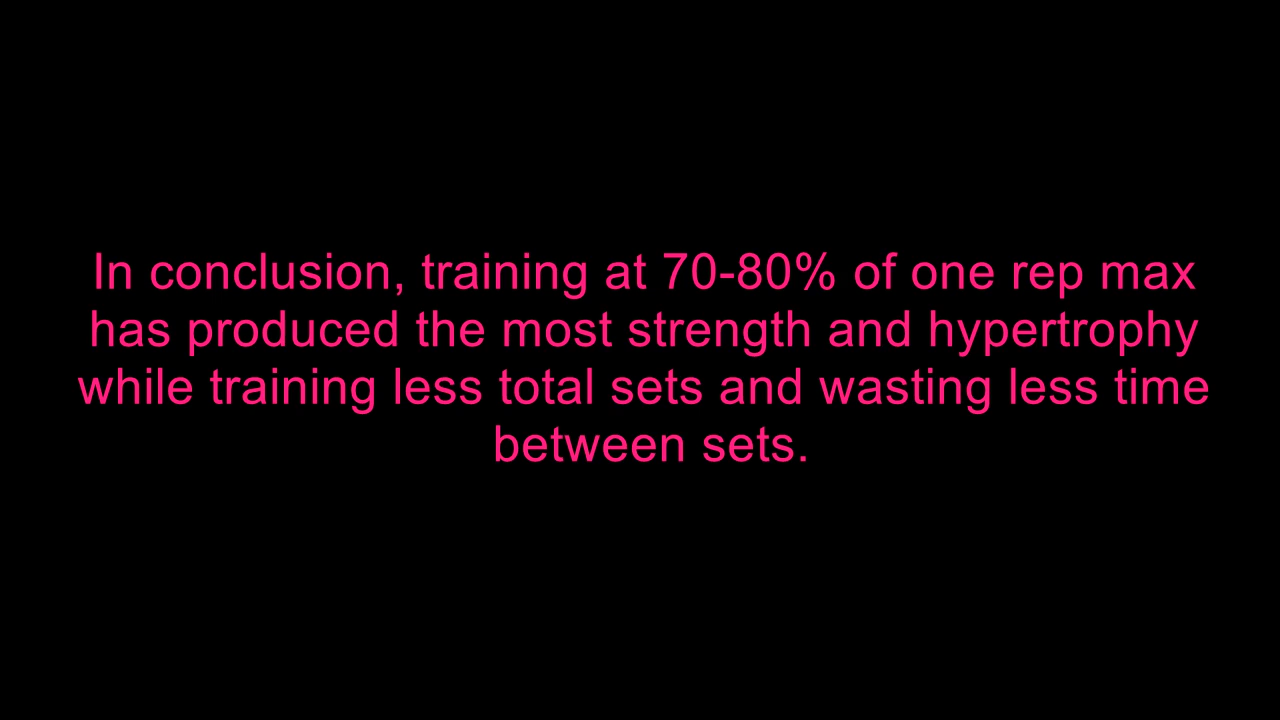 In conclusion, training at 70-80% of one rep max
has produced the most strength and hypertrophy
while training less total sets and wasting less time
between sets.